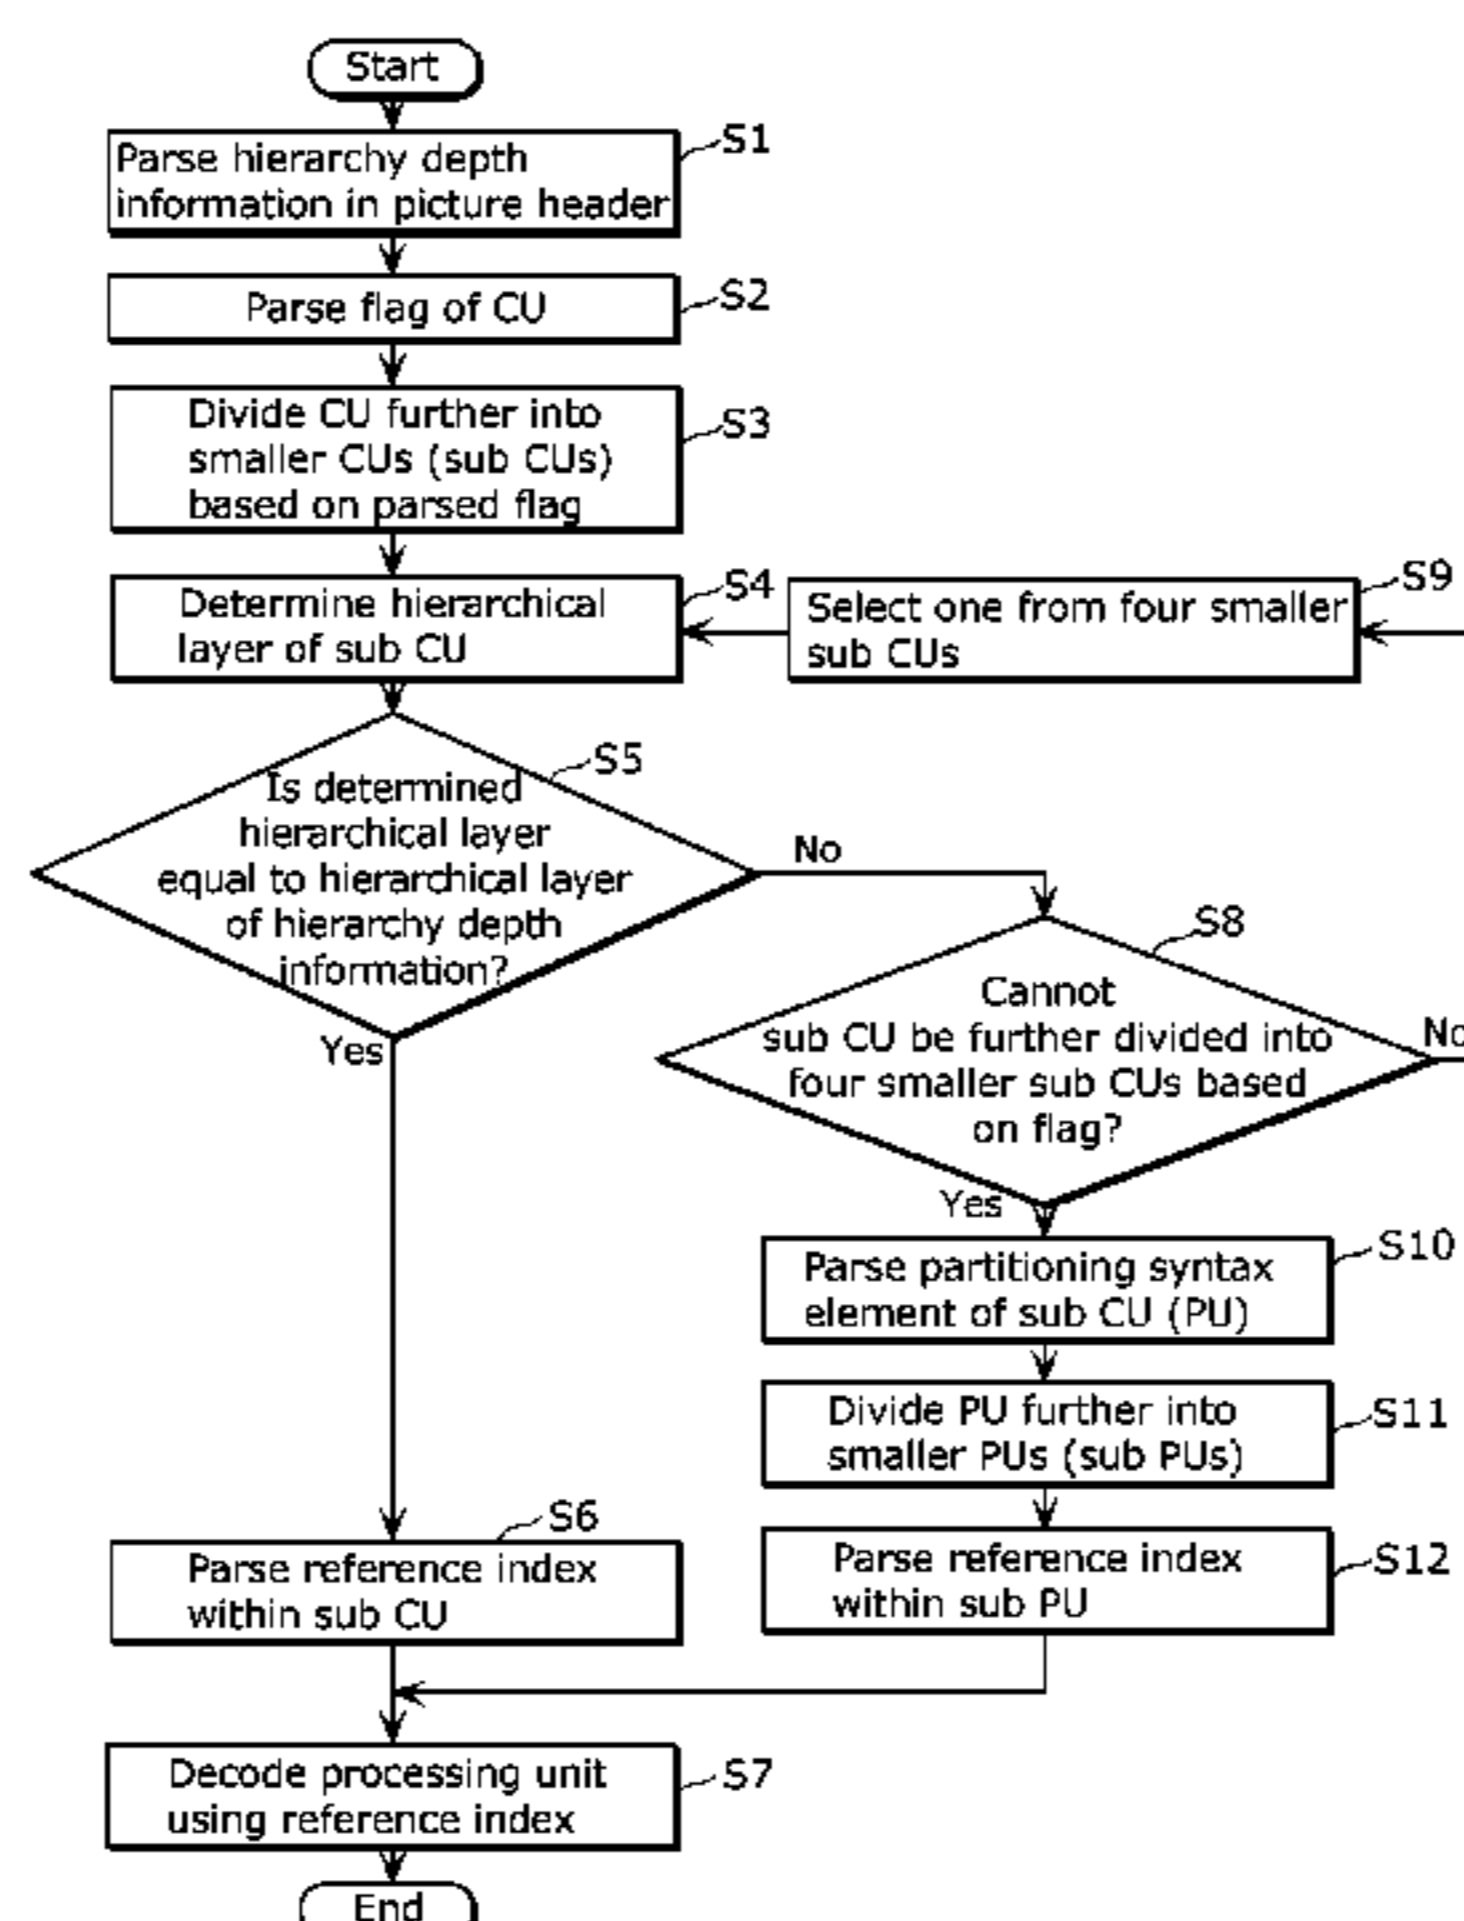 Start
Parse hierarchy depth
information in picture header
S1
Parse flag of CU
S2
Divide CU further into
smaller CUs (sub CUs)
based on parsed flag
S3
Determine hierarchical
layer of sub CU
S4
Select one from four smaller
sub CUs
S9
Is determined
hierarchical layer
equal to hierarchical layer
of hierarchy depth
information?
S5
No
Yes
Cannot
sub CU be further divided into
four smaller sub CUs based
on flag?
S8
No
Yes
Parse partitioning syntax
element of sub CU (PU)
S10
Divide PU further into
smaller PUs (sub PUs)
S11
Parse reference index
within sub PU
S12
Parse reference index
within sub CU
S6
Decode processing unit
using reference index
S7
End